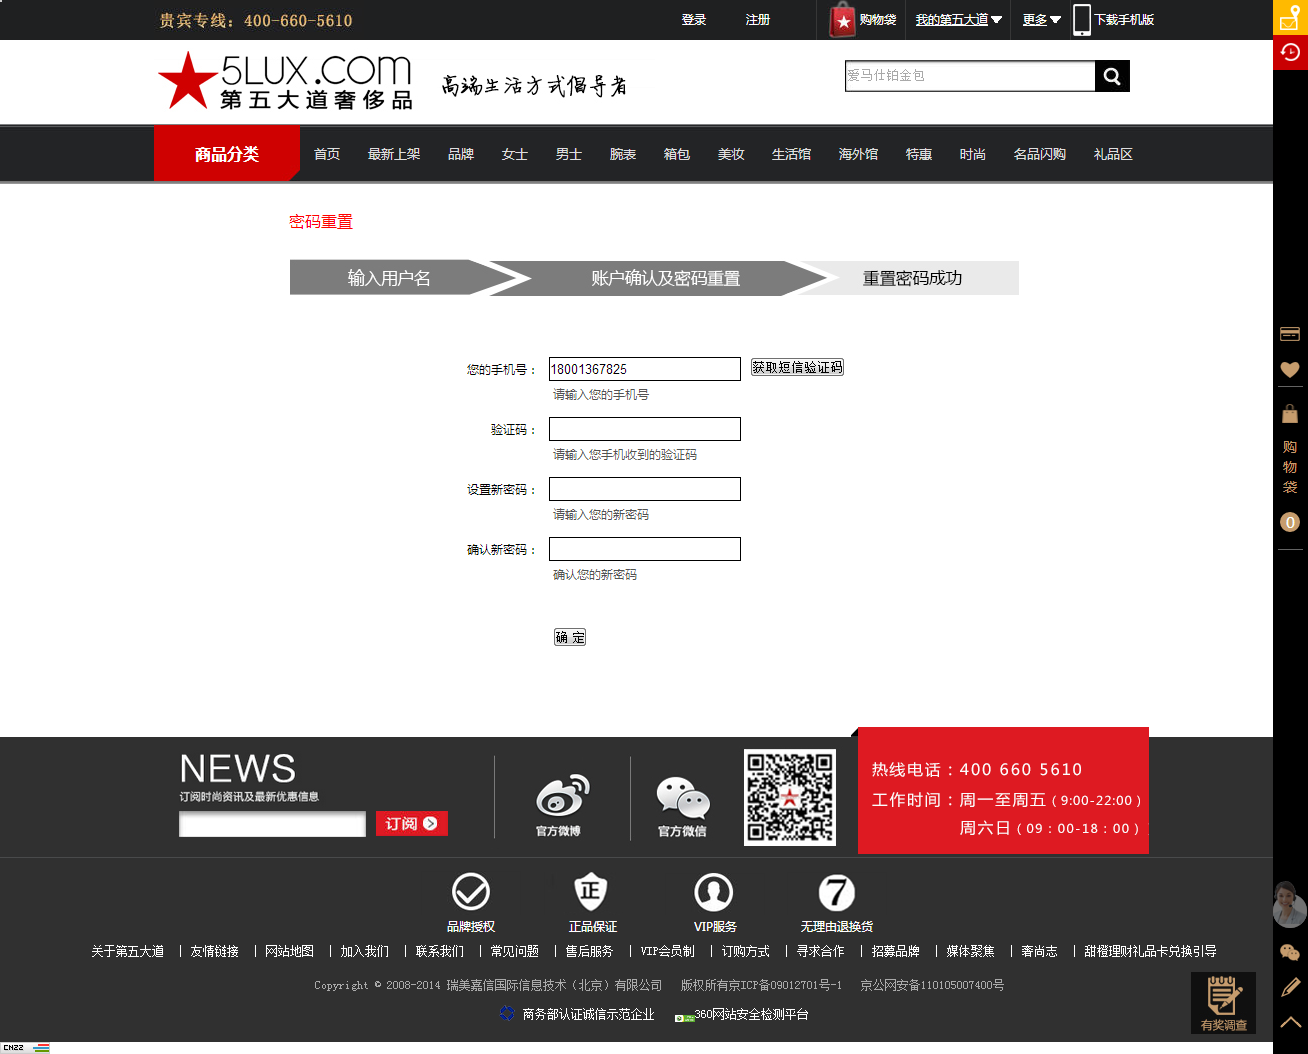 贵宾专线：400-660-5610
登录 注册 购物袋 我的第五大道 更多 下载手机版
5LUX.COM
第五大道奢侈品
高端生活方式倡导者
爱马仕铂金包
商品分类 首页 最新上架 品牌 女士 男士 腕表 箱包 美妆 生活馆 海外馆 特惠 时尚 名品闪购 礼品区
密码重置
输入用户名 账户确认及密码重置 重置密码成功
您的手机号： 18001367825 获取短信验证码
请输入您的手机号
验证码：
请输入您手机收到的验证码
设置新密码：
请输入您的新密码
确认新密码：
确认您的新密码
确 定
购
物
袋
0
NEWS
订阅时尚资讯及最新优惠信息
订阅
官方微博
官方微信
热线电话：400 660 5610
工作时间：周一至周五（9:00-22:00）
周六日（09：00-18：00）
正
7
品牌授权 正品保证 VIP服务 无理由退换货
关于第五大道 | 友情链接 | 网站地图 | 加入我们 | 联系我们 | 常见问题 | 售后服务 | VIP会员制 | 订购方式 | 寻求合作 | 招募品牌 | 媒体聚焦 | 奢尚志 | 甜橙理财礼品卡兑换引导
Copyright © 2008-2014 瑞美嘉信国际信息技术（北京）有限公司 版权所有京ICP备09012701号-1 京公网安备110105007400号
商务部认证诚信示范企业 360网站安全检测平台
有奖调查
CNZZ